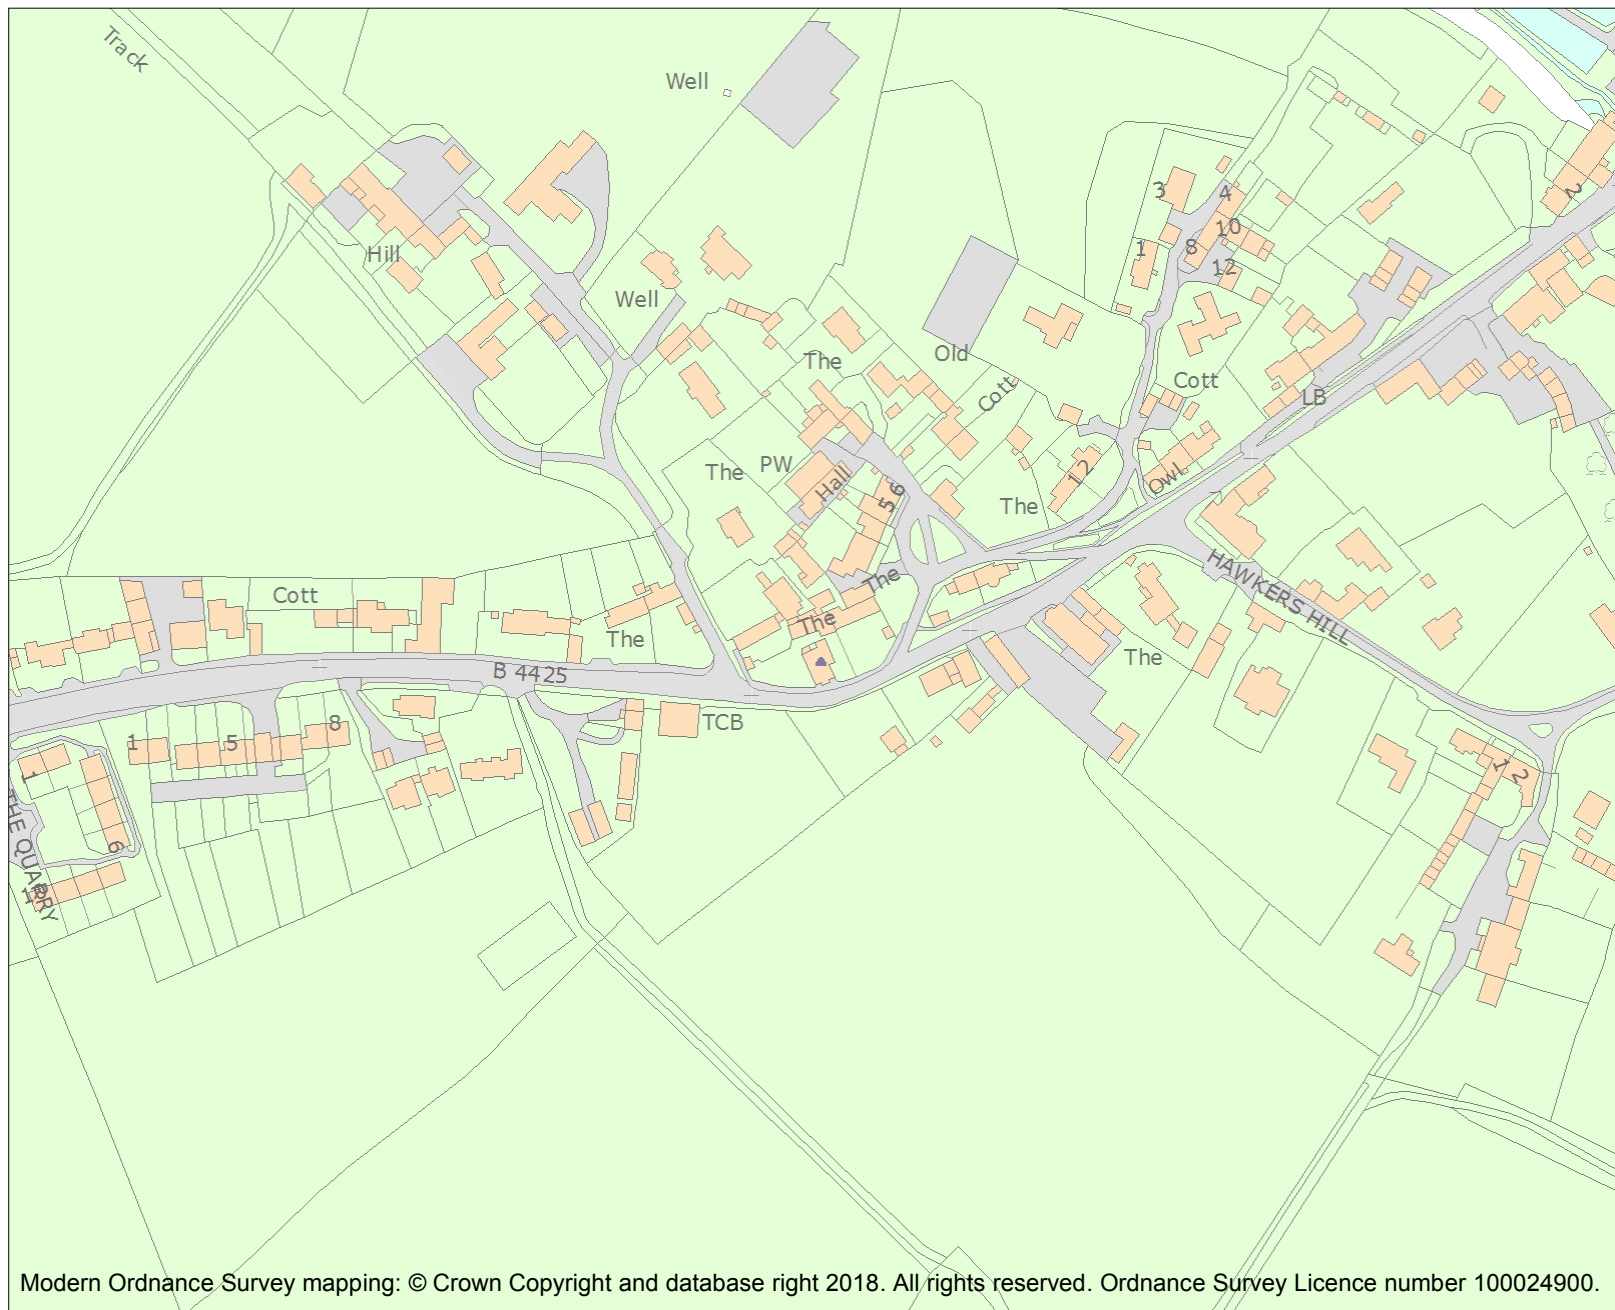 Track
Well
3
4
10
1
8
12
2
Hill
Well
The
Old
Cott
Cott
LB
The
PW
Hall
5 6
The
1 2
Owl
HAWKERS HILL
Cott
The
The
The
The
B 4425
TCB
1
5
8
1
6
THE QUARRY
1 2
Modern Ordnance Survey mapping: © Crown Copyright and database right 2018. All rights reserved. Ordnance Survey Licence number 100024900.